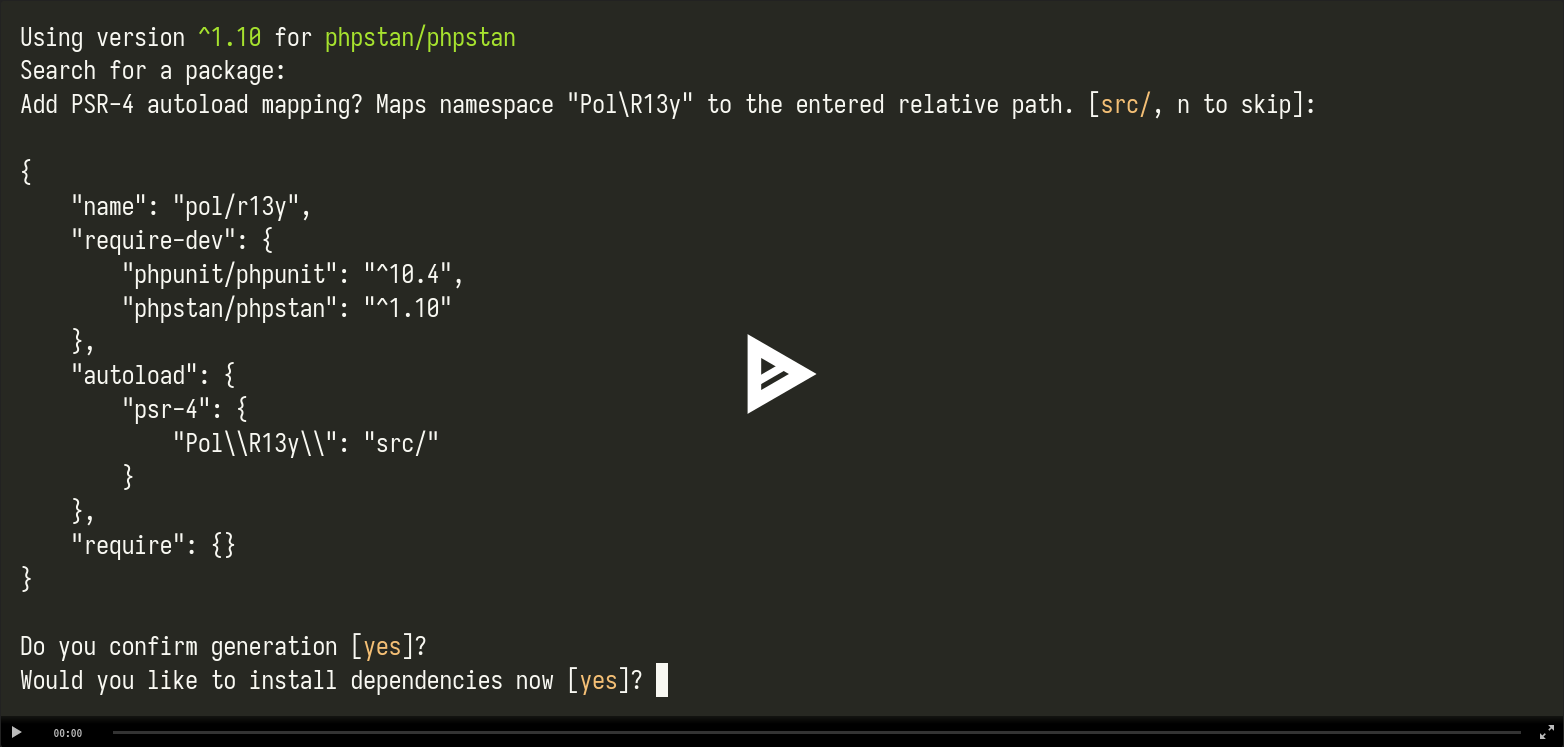 Using version ^1.10 for phpstan/phpstan
Search for a package:
Add PSR-4 autoload mapping? Maps namespace "Pol\R13y" to the entered relative path. [src/, n to skip]:
{
    "name": "pol/r13y",
    "require-dev": {
        "phpunit/phpunit": "^10.4",
        "phpstan/phpstan": "^1.10"
    },
    "autoload": {
        "psr-4": {
            "Pol\\R13y\\": "src/"
        }
    },
    "require": {}
}
Do you confirm generation [yes]?
Would you like to install dependencies now [yes]?
00:00